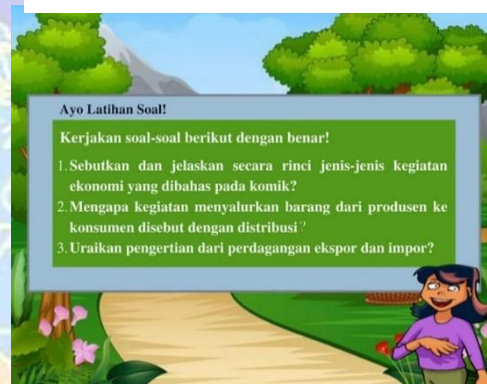 Ayo Latihan Soal!
Kerjakan soal-soal berikut dengan benar!
1. Sebutkan dan jelaskan secara rinci jenis-jenis kegiatan
ekonomi yang dibahas pada komik?
2. Mengapa kegiatan menyalurkan barang dari produsen ke
konsumen disebut dengan distribusi?
3. Uraikan pengertian dari perdagangan ekspor dan impor?